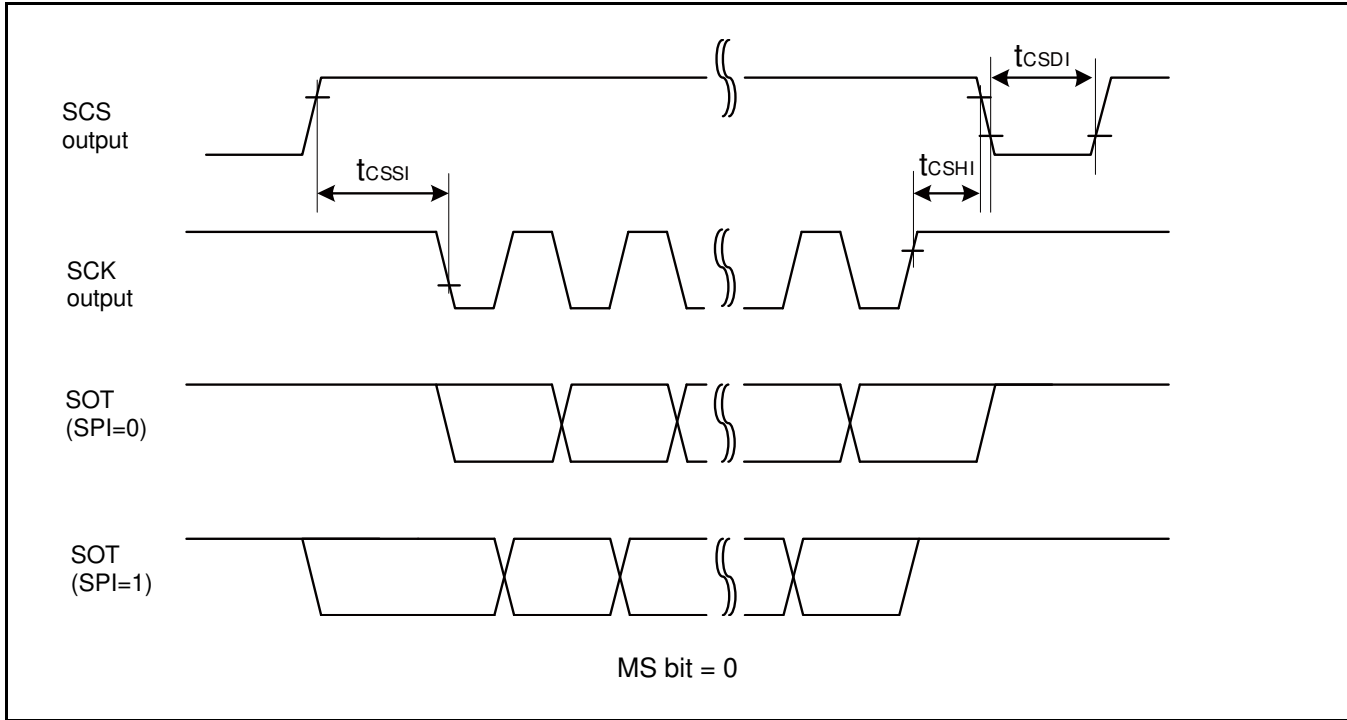 tCSDI
SCS
output
tCSSI
tCSHI
SCK
output
SOT
(SPI=0)
SOT
(SPI=1)
MS bit = 0